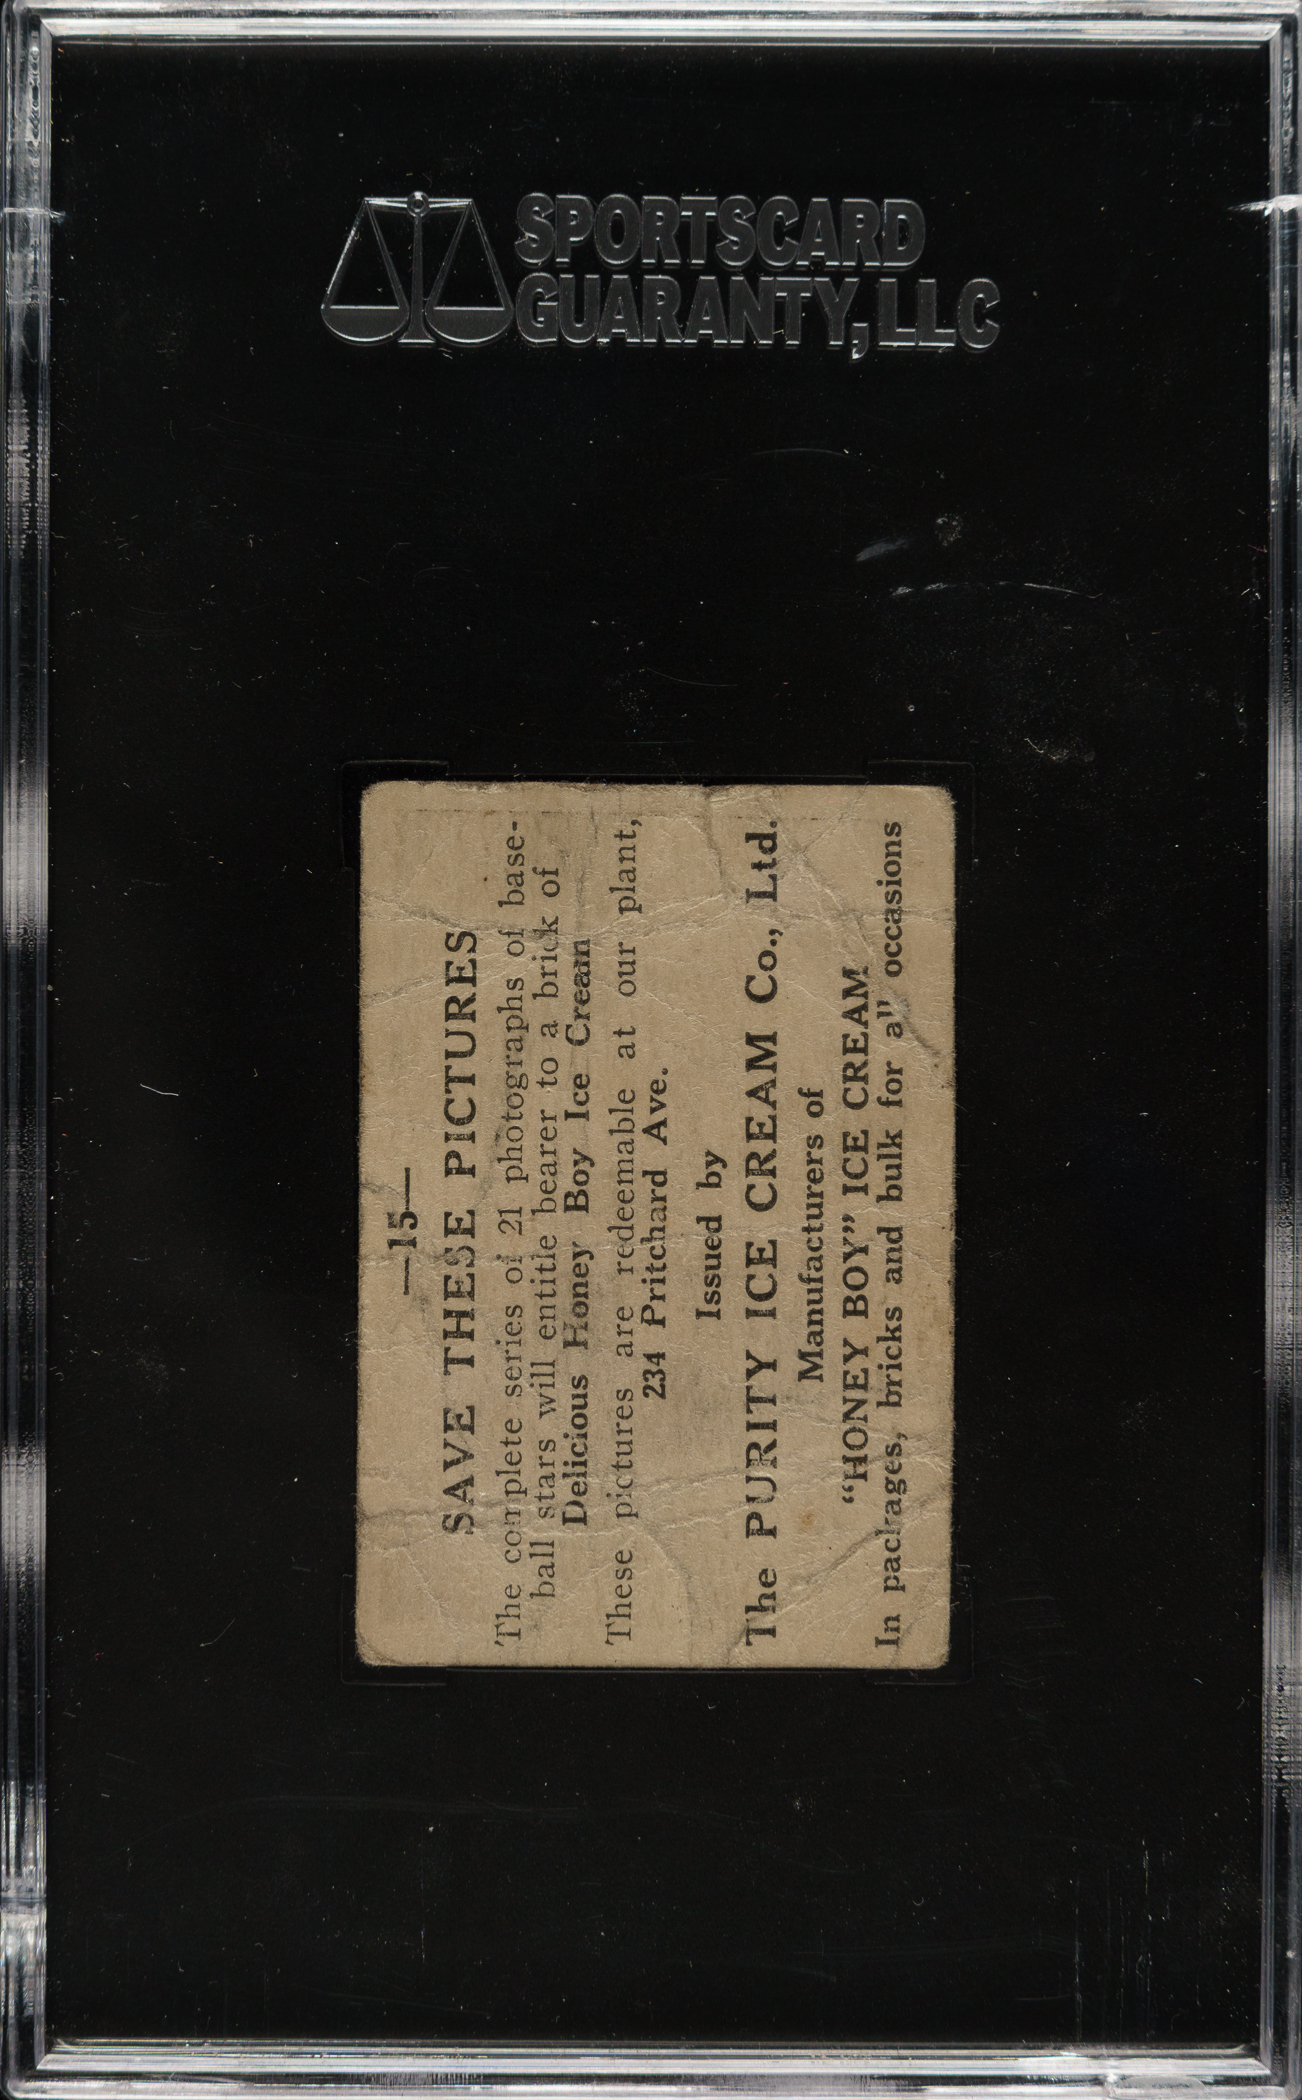 SPORTSCARD
GUARANTY, LLC
—15—
SAVE THESE PICTURES
The complete series of 21 photographs of base-
ball stars will entitle bearer to a brick of
Delicious Honey Boy Ice Cream
These pictures are redeemable at our plant,
234 Pritchard Ave.
Issued by
The PURITY ICE CREAM Co., Ltd.
Manufacturers of
“HONEY BOY” ICE CREAM
In packages, bricks and bulk for a" occasions